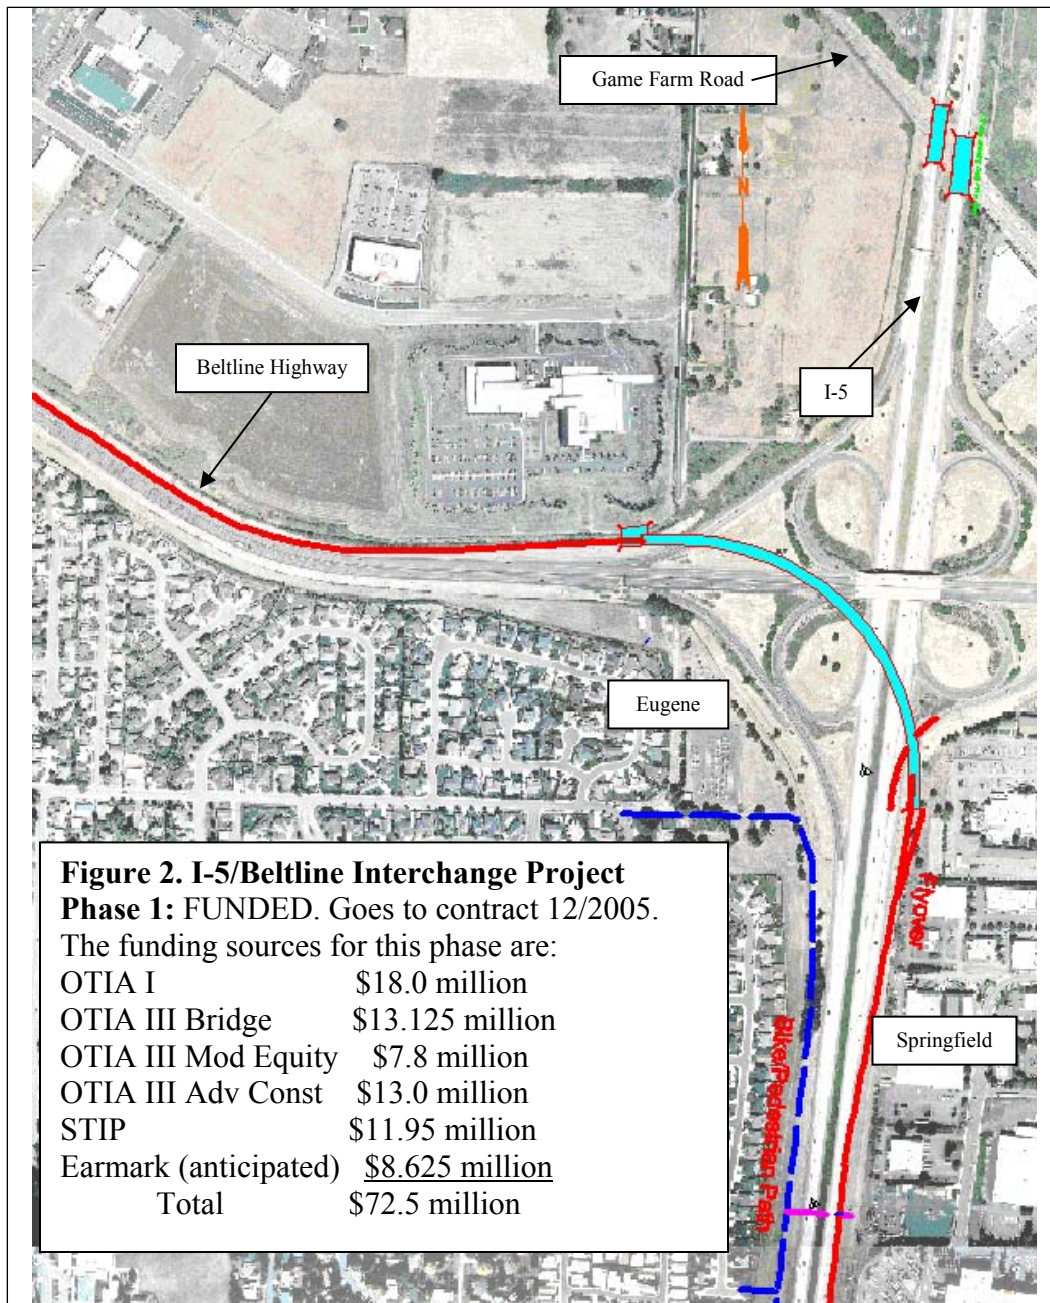 Game Farm Road
N
Beltline Highway
I-5
Eugene
Flyover
Springfield
Bike/Pedestrian Path
Figure 2. I-5/Beltline Interchange Project
Phase 1: FUNDED. Goes to contract 12/2005.
The funding sources for this phase are:
OTIA I $18.0 million
OTIA III Bridge $13.125 million
OTIA III Mod Equity $7.8 million
OTIA III Adv Const $13.0 million
STIP $11.95 million
Earmark (anticipated) $8.625 million
Total $72.5 million